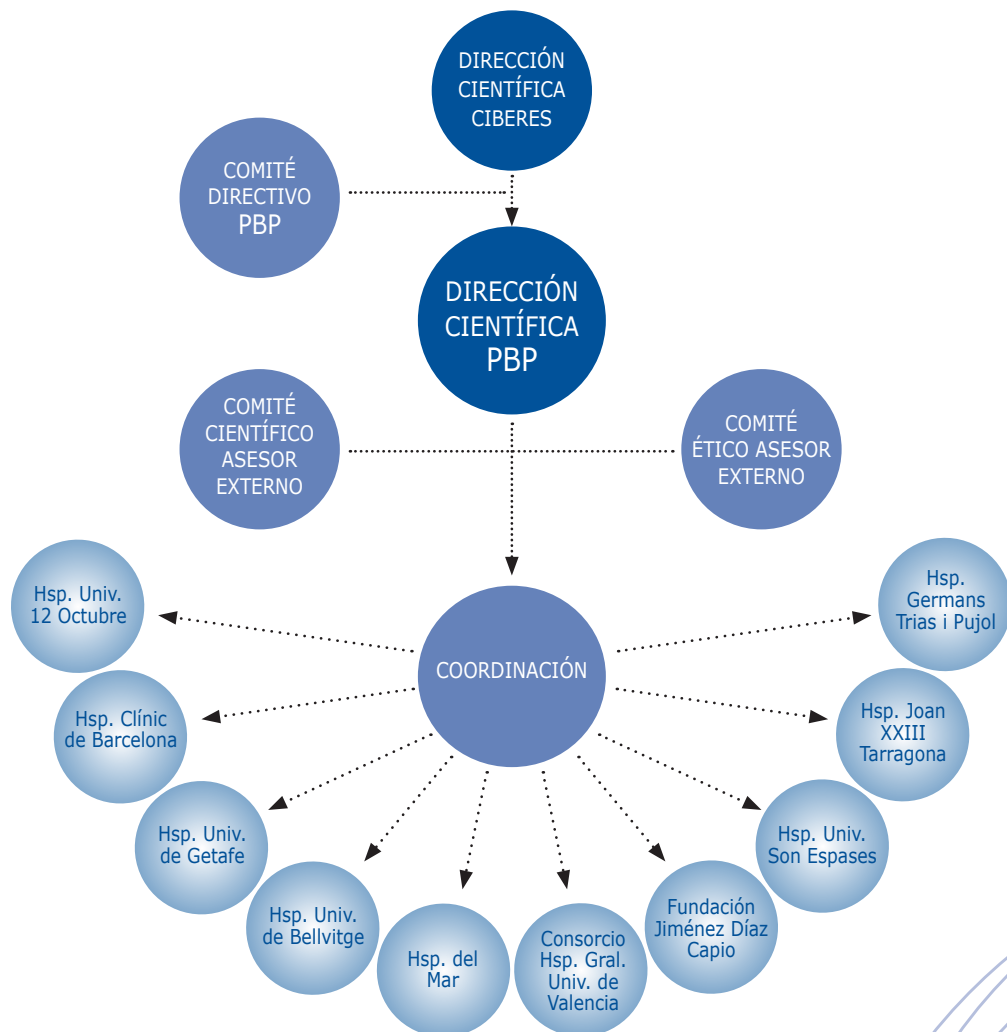 DIRECCIÓN
CIENTÍFICA
CIBERES
COMITÉ
DIRECTIVO
PBP
DIRECCIÓN
CIENTÍFICA
PBP
COMITÉ
CIENTÍFICO
ASESOR
EXTERNO
COMITÉ
ÉTICO ASESOR
EXTERNO
COORDINACIÓN
Hsp. Univ.
12 Octubre
Hsp. Clínic
de Barcelona
Hsp. Univ.
de Getafe
Hsp. Univ.
de Bellvitge
Hsp. del
Mar
Consorcio
Hsp. Gral.
Univ. de
Valencia
Fundación
Jiménez Díaz
Capio
Hsp. Univ.
Son Espases
Hsp. Joan
XXIII
Tarragona
Hsp.
Germans
Trias i Pujol